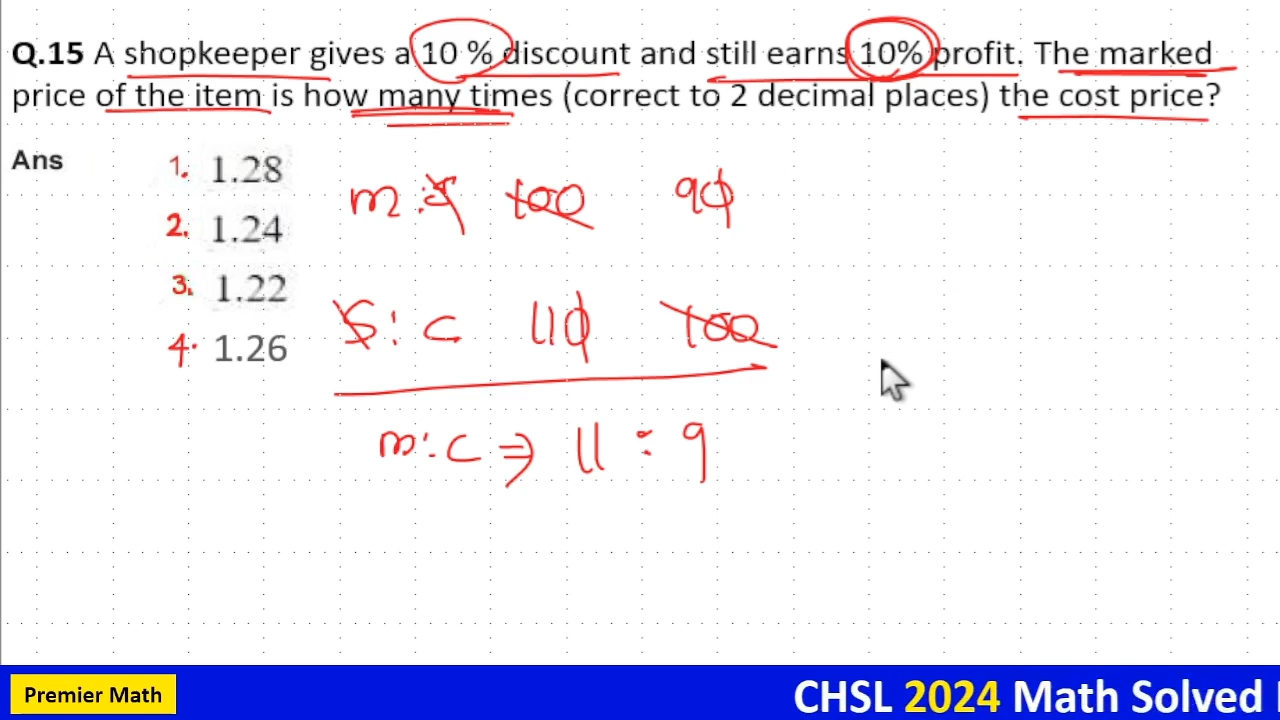 Q.15 A shopkeeper gives a 10 % discount and still earns 10% profit. The marked
price of the item is how many times (correct to 2 decimal places) the cost price?
Ans
1. 1.28
2. 1.24
3. 1.22
4. 1.26
m : S 100 90
S : C 110 100
m : C ⇒ 11 : 9
Premier Math
CHSL 2024 Math Solved